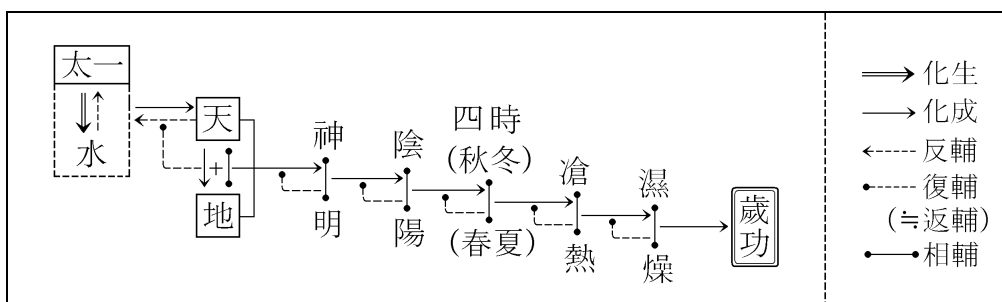 太一
水
天
＋
地
神
明
陰
陽
四時
(秋冬)
(春夏)
凔
熱
濕
燥
歲
功
化生
化成
反輔
復輔
(≒返輔)
相輔